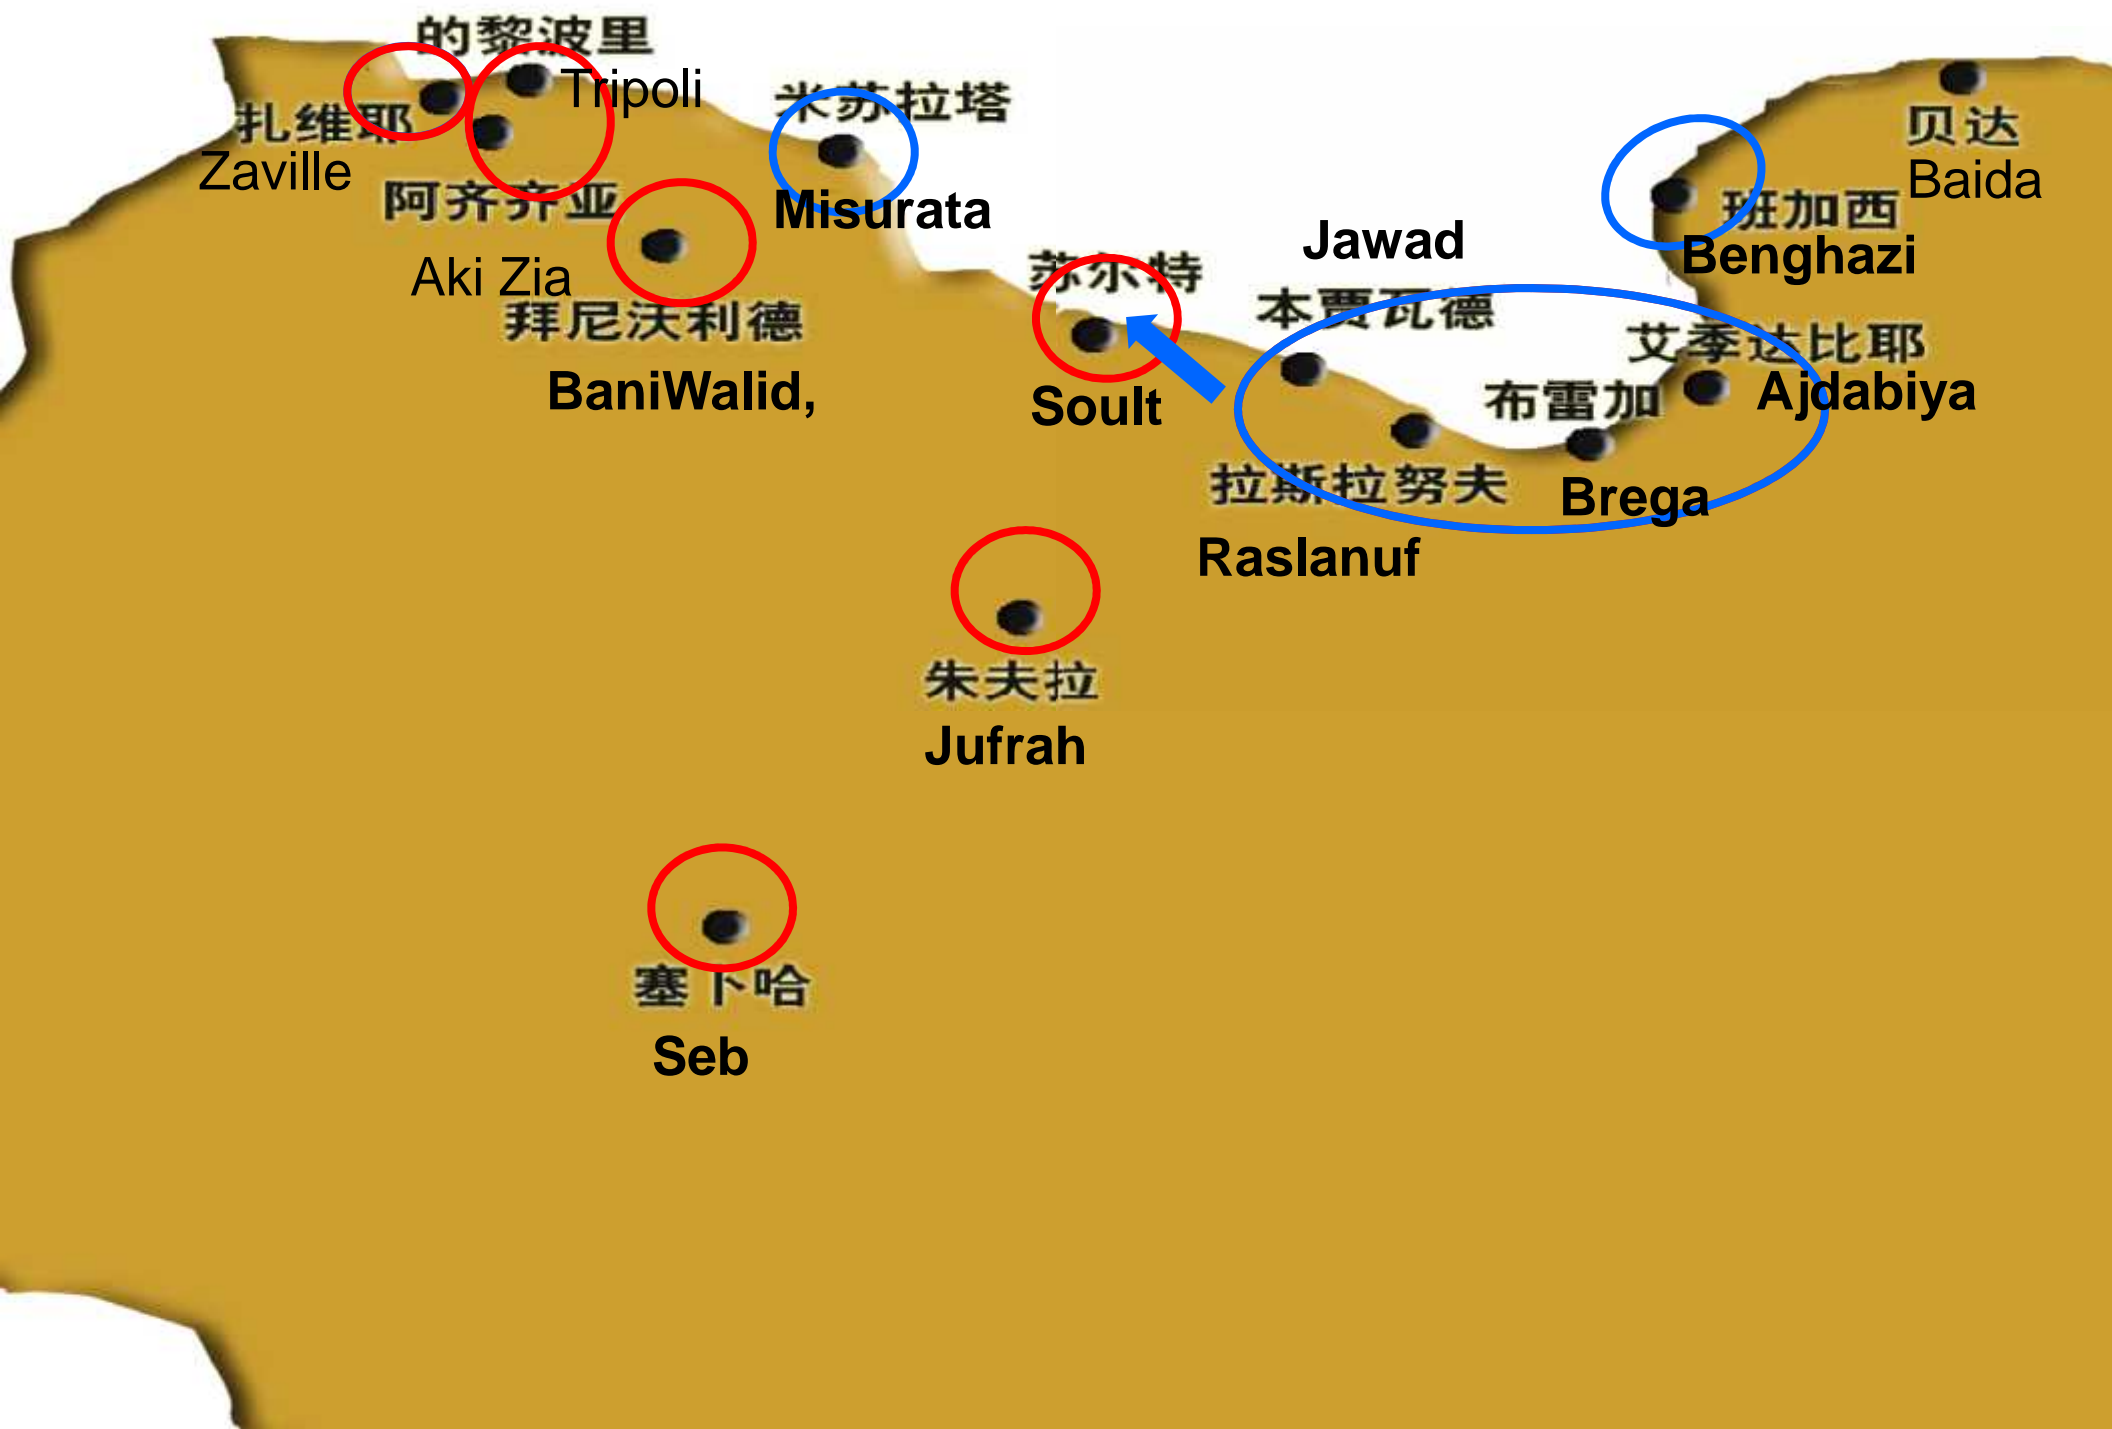 的黎波里
Tripoli
扎维耶
Zaville
阿齐齐亚
Aki Zia
拜尼沃利德
BaniWalid,
米苏拉塔
Misurata
苏尔特
Soult
Jawad
本贾瓦德
拉斯拉努夫
Raslanuf
布雷加
Brega
艾季达比耶
Ajdabiya
班加西
Benghazi
贝达
Baida
朱夫拉
Jufrah
塞卜哈
Seb